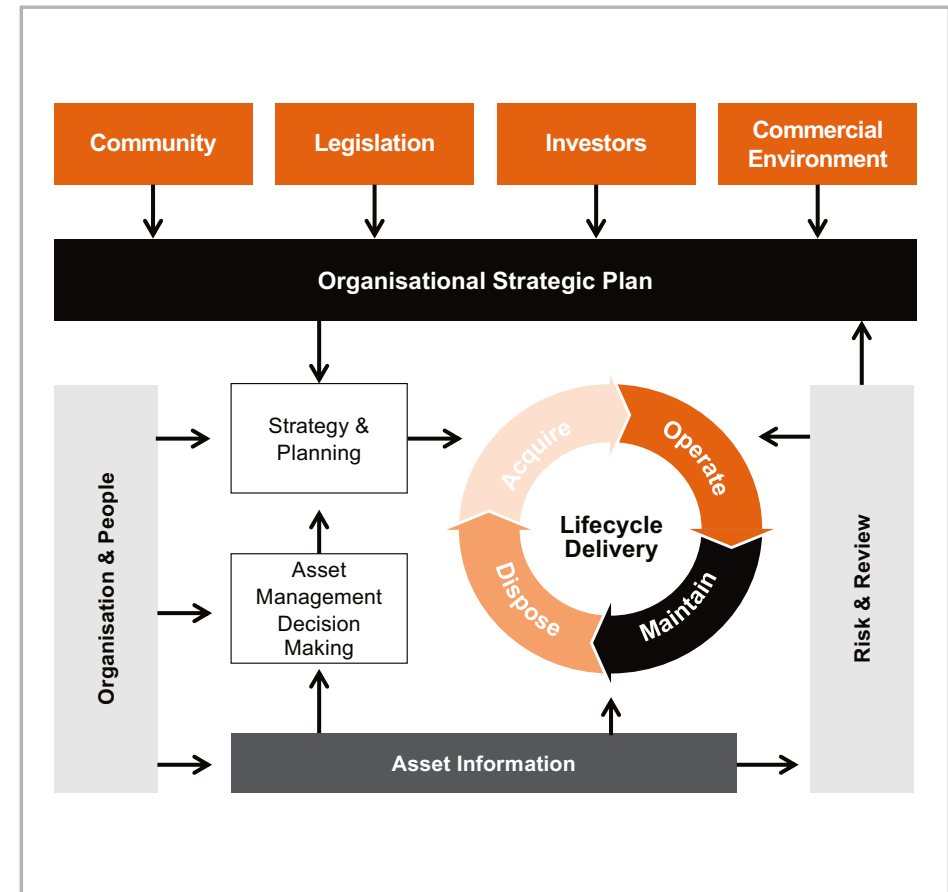 Community
Legislation
Investors
Commercial
Environment
Organisational Strategic Plan
Organisation & People
Strategy &
Planning
Asset
Management
Decision
Making
Acquire
Operate
Lifecycle
Delivery
Dispose
Maintain
Risk & Review
Asset Information